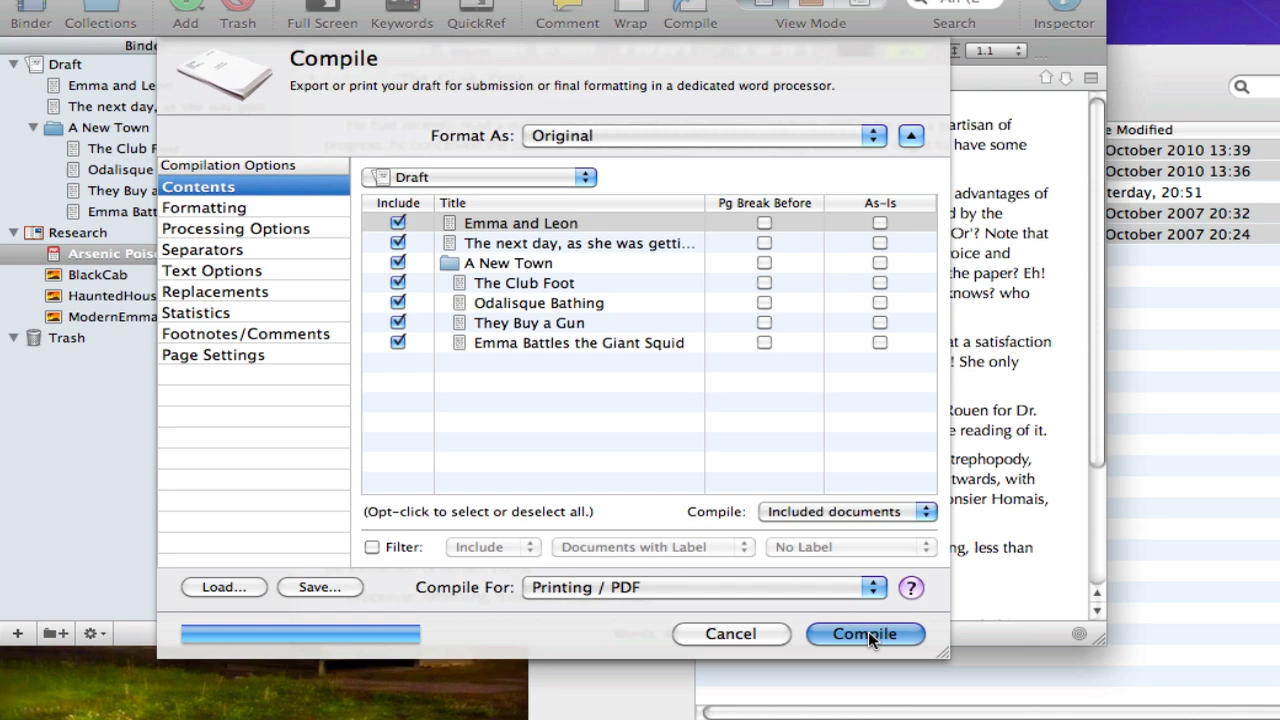 Binder Collections Add Trash Full Screen Keywords QuickRef Comment Wrap Compile View Mode Search Inspector
1.1
Draft
Emma and Le
The next day,
A New Town
The Club F
Odalisque
They Buy a
Emma Batt
Research
Arsenic Pois
BlackCab
HauntedHous
ModernEmma
Trash
Compile
Export or print your draft for submission or final formatting in a dedicated word processor.
Format As: Original
Compilation Options
Contents
Formatting
Processing Options
Separators
Text Options
Replacements
Statistics
Footnotes/Comments
Page Settings
Draft
Include Title Pg Break Before As-Is
Emma and Leon
The next day, as she was getti...
A New Town
The Club Foot
Odalisque Bathing
They Buy a Gun
Emma Battles the Giant Squid
(Opt-click to select or deselect all.) Compile: Included documents
Filter: Include Documents with Label No Label
Load... Save... Compile For: Printing / PDF ?
Cancel Compile
artisan of
have some
advantages of
d by the
Or'? Note that
oice and
the paper? Eh!
knows? who
at a satisfaction
! She only
Rouen for Dr.
e reading of it.
trephopody,
twards, with
onsier Homais,
ng, less than
e Modified
October 2010 13:39
October 2010 13:36
terday, 20:51
October 2007 20:32
October 2007 20:24